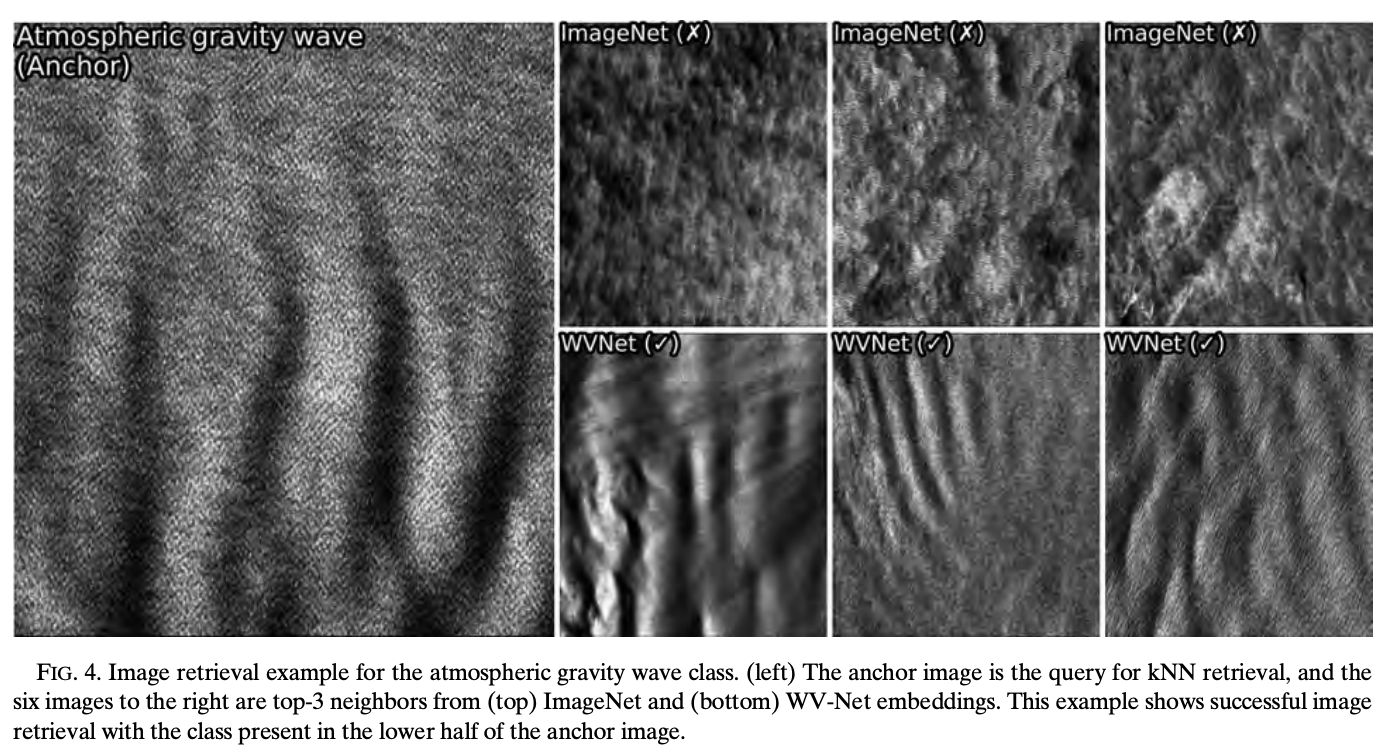 Atmospheric gravity wave
(Anchor)
ImageNet (✗)
ImageNet (✗)
ImageNet (✗)
WVNet (✓)
WVNet (✓)
WVNet (✓)
FIG. 4. Image retrieval example for the atmospheric gravity wave class. (left) The anchor image is the query for kNN retrieval, and the
six images to the right are top-3 neighbors from (top) ImageNet and (bottom) WV-Net embeddings. This example shows successful image
retrieval with the class present in the lower half of the anchor image.